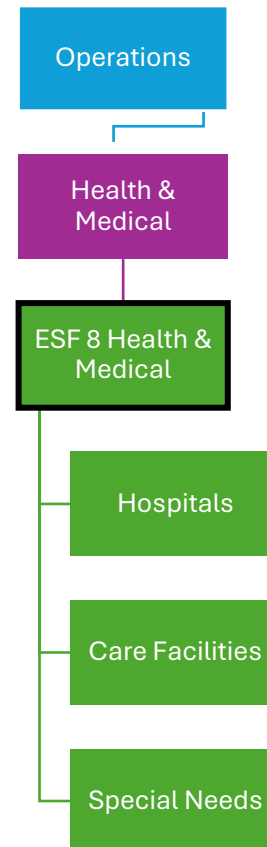 Operations
Health &
Medical
ESF 8 Health &
Medical
Hospitals
Care Facilities
Special Needs